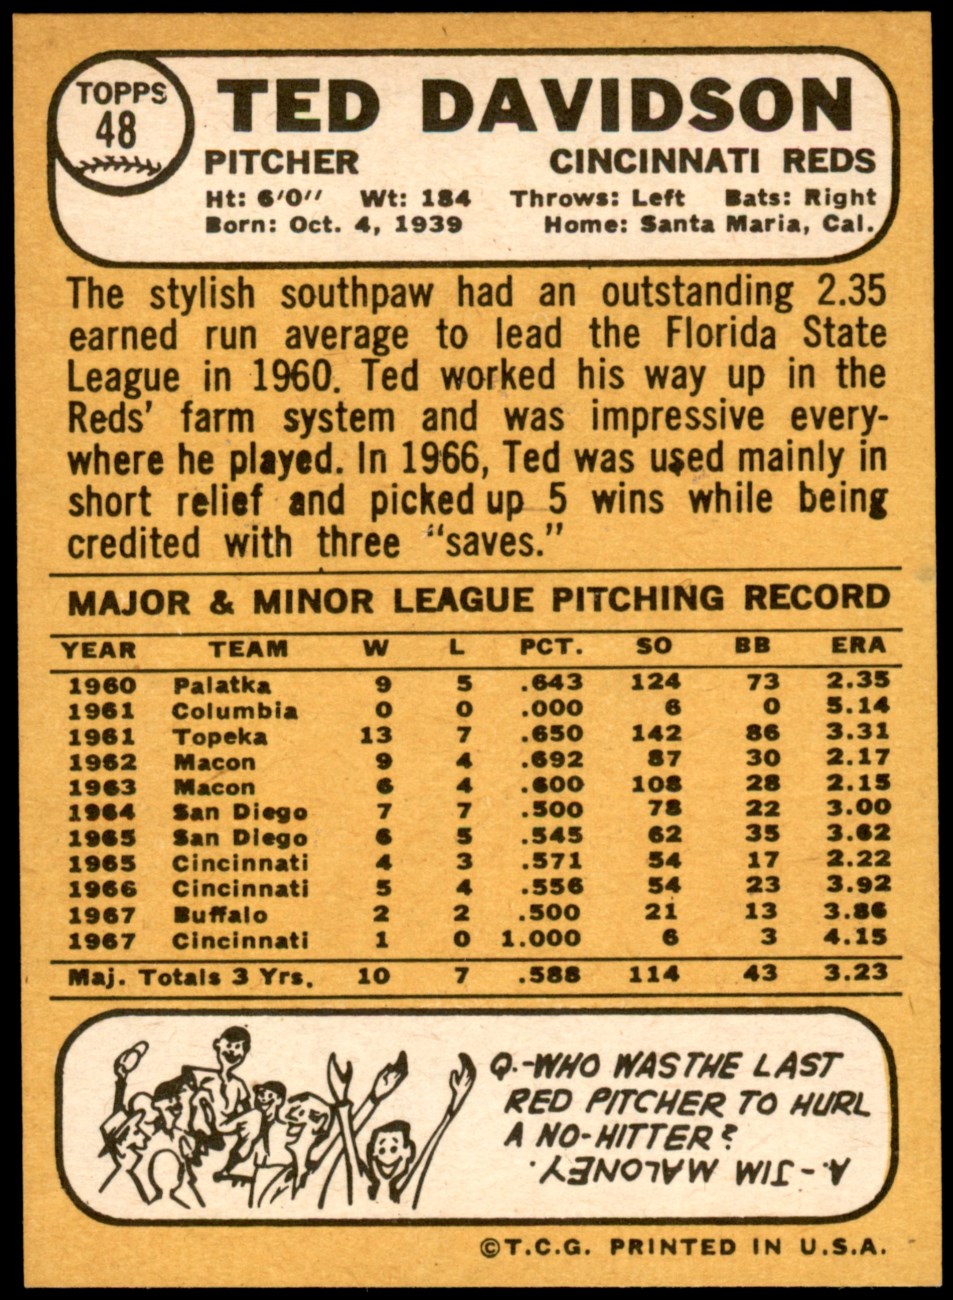 TOPPS
48
TED DAVIDSON
PITCHER CINCINNATI REDS
Ht: 6'0'' Wt: 184 Throws: Left Bats: Right
Born: Oct. 4, 1939 Home: Santa Maria, Cal.
The stylish southpaw had an outstanding 2.35
earned run average to lead the Florida State
League in 1960. Ted worked his way up in the
Reds' farm system and was impressive every-
where he played. In 1966, Ted was used mainly in
short relief and picked up 5 wins while being
credited with three "saves."
MAJOR & MINOR LEAGUE PITCHING RECORD
YEAR TEAM W L PCT. SO BB ERA
1960 Palatka 9 5 .643 124 73 2.35
1961 Columbia 0 0 .000 6 0 5.14
1961 Topeka 13 7 .650 142 86 3.31
1962 Macon 9 4 .692 87 30 2.17
1963 Macon 6 4 .600 108 28 2.15
1964 San Diego 7 7 .500 78 22 3.00
1965 San Diego 6 5 .545 62 35 3.62
1965 Cincinnati 4 3 .571 54 17 2.22
1966 Cincinnati 5 4 .556 54 23 3.92
1967 Buffalo 2 2 .500 21 13 3.86
1967 Cincinnati 1 0 1.000 6 3 4.15
Maj. Totals 3 Yrs. 10 7 .588 114 43 3.23
Q.-WHO WAS THE LAST
RED PITCHER TO HURL
A NO-HITTER?
A.-JIM MALONEY.
©T.C.G. PRINTED IN U.S.A.